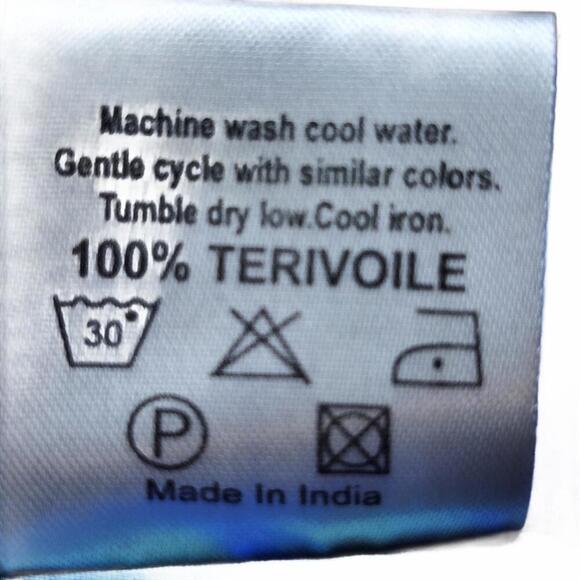 Machine wash cool water.
Gentle cycle with similar colors.
Tumble dry low.Cool iron.
100% TERIVOILE
30°
P
Made In India